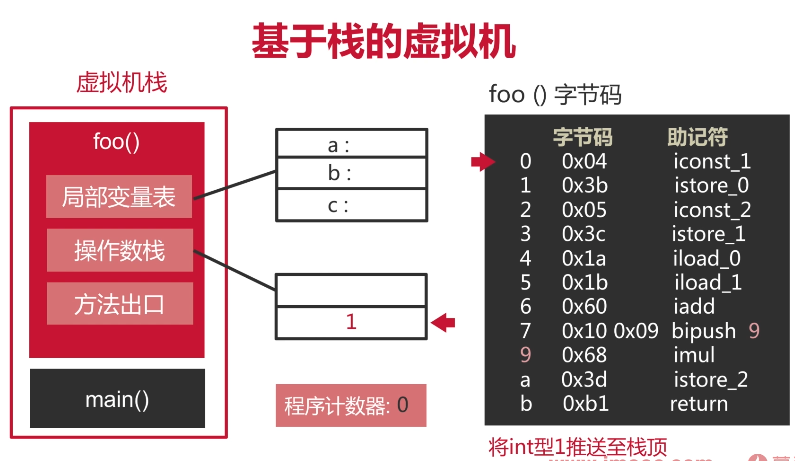 基于栈的虚拟机
虚拟机栈
foo()
局部变量表
操作数栈
方法出口
main()
a :
b :
c :
1
程序计数器: 0
foo () 字节码
字节码 助记符
0 0x04 iconst_1
1 0x3b istore_0
2 0x05 iconst_2
3 0x3c istore_1
4 0x1a iload_0
5 0x1b iload_1
6 0x60 iadd
7 0x10 0x09 bipush 9
9 0x68 imul
a 0x3d istore_2
b 0xb1 return
将int型1推送至栈顶